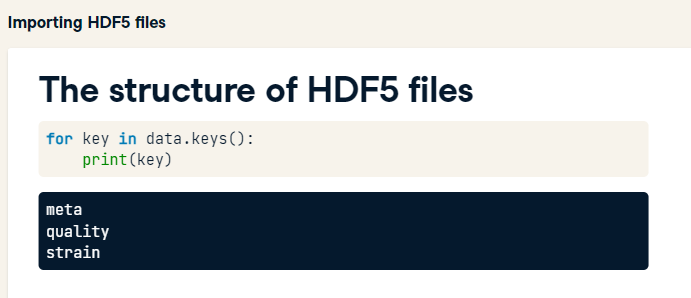 Importing HDF5 files
The structure of HDF5 files
for key in data.keys():
    print(key)
meta
quality
strain